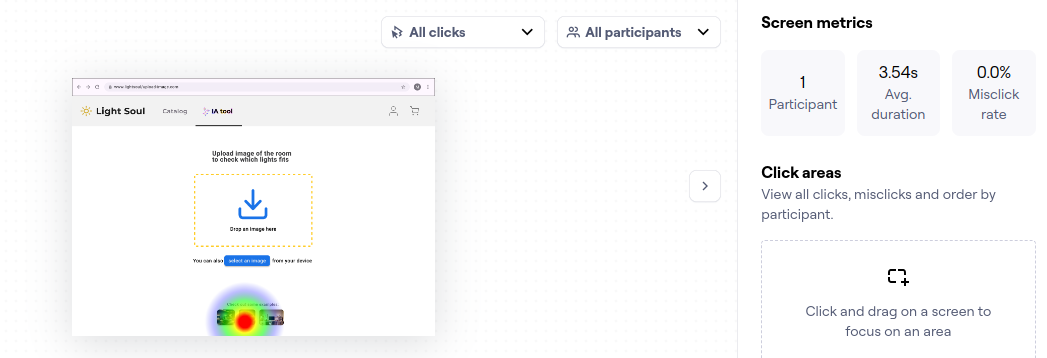 All clicks
All participants
www.lightsoul/uploadimage.com
Light Soul
Catalog
IA tool
Upload image of the room
to check which lights fits
Drop an image here
You can also select an image from your device
Screen metrics
1
Participant
3.54s
Avg.
duration
0.0%
Misclick
rate
Click areas
View all clicks, misclicks and order by
participant.
Click and drag on a screen to
focus on an area